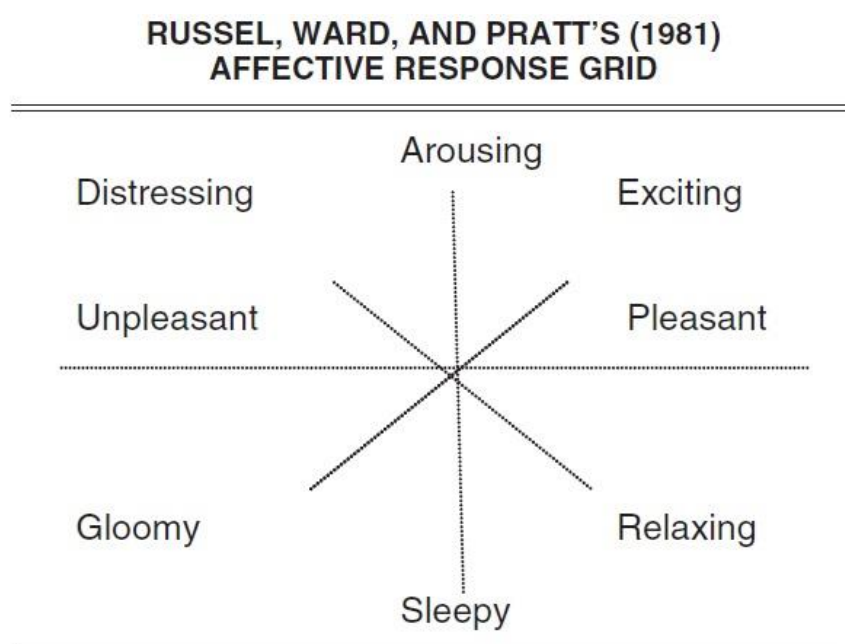 RUSSEL, WARD, AND PRATT'S (1981)
AFFECTIVE RESPONSE GRID
Arousing
Distressing
Exciting
Unpleasant
Pleasant
Gloomy
Relaxing
Sleepy